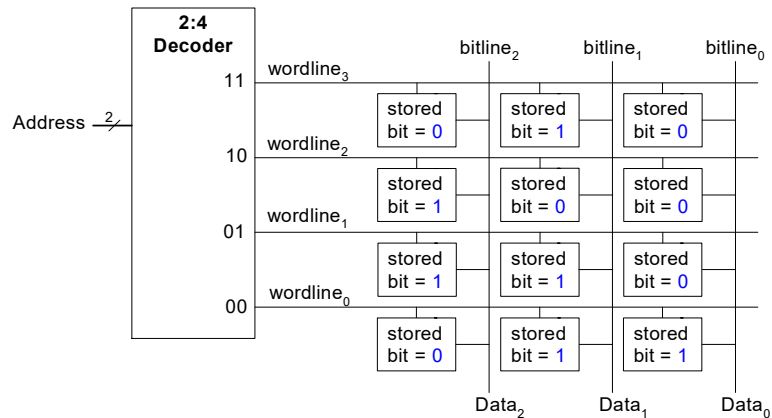 2:4
Decoder
bitline₂ bitline₁ bitline₀
11 wordline₃
Address 2
stored stored stored
bit = 0 bit = 1 bit = 0
10 wordline₂
stored stored stored
bit = 1 bit = 0 bit = 0
01 wordline₁
stored stored stored
bit = 1 bit = 1 bit = 0
00 wordline₀
stored stored stored
bit = 0 bit = 1 bit = 1
Data₂ Data₁ Data₀